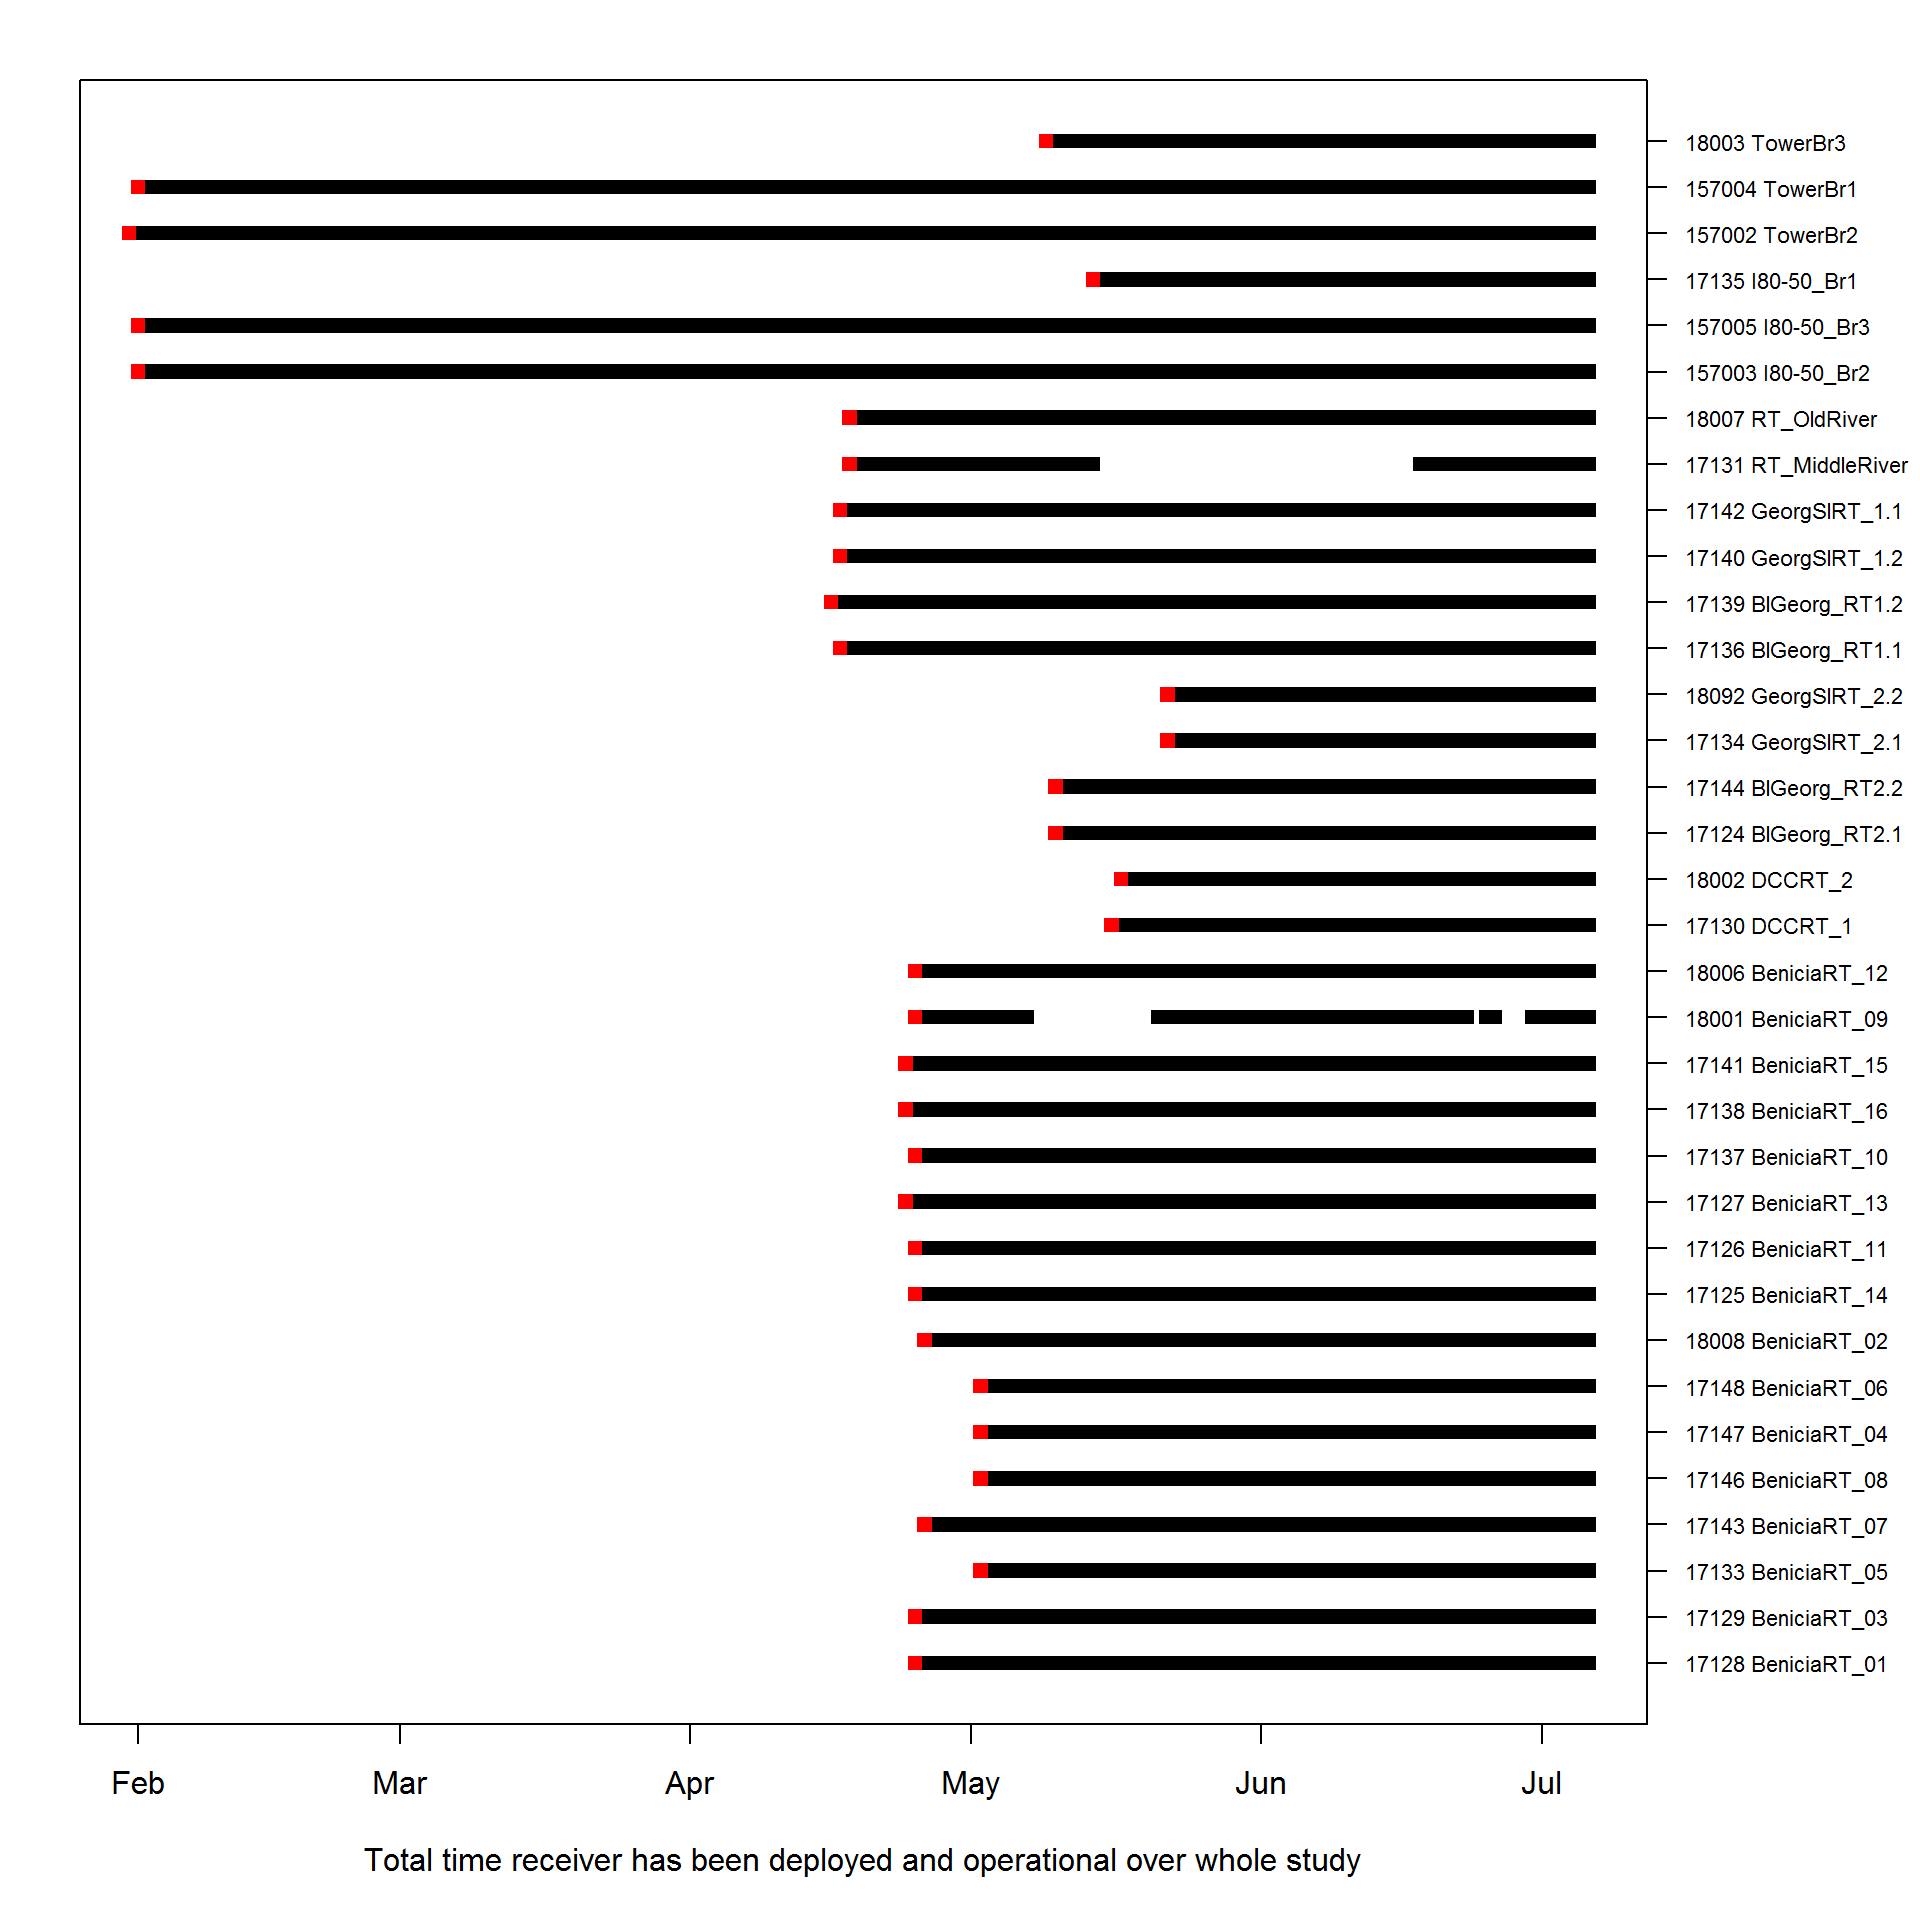 18003 TowerBr3
157004 TowerBr1
157002 TowerBr2
17135 I80-50_Br1
157005 I80-50_Br3
157003 I80-50_Br2
18007 RT_OldRiver
17131 RT_MiddleRiver
17142 GeorgSlRT_1.1
17140 GeorgSlRT_1.2
17139 BlGeorg_RT1.2
17136 BlGeorg_RT1.1
18092 GeorgSlRT_2.2
17134 GeorgSlRT_2.1
17144 BlGeorg_RT2.2
17124 BlGeorg_RT2.1
18002 DCCRT_2
17130 DCCRT_1
18006 BeniciaRT_12
18001 BeniciaRT_09
17141 BeniciaRT_15
17138 BeniciaRT_16
17137 BeniciaRT_10
17127 BeniciaRT_13
17126 BeniciaRT_11
17125 BeniciaRT_14
18008 BeniciaRT_02
17148 BeniciaRT_06
17147 BeniciaRT_04
17146 BeniciaRT_08
17143 BeniciaRT_07
17133 BeniciaRT_05
17129 BeniciaRT_03
17128 BeniciaRT_01
Feb Mar Apr May Jun Jul
Total time receiver has been deployed and operational over whole study